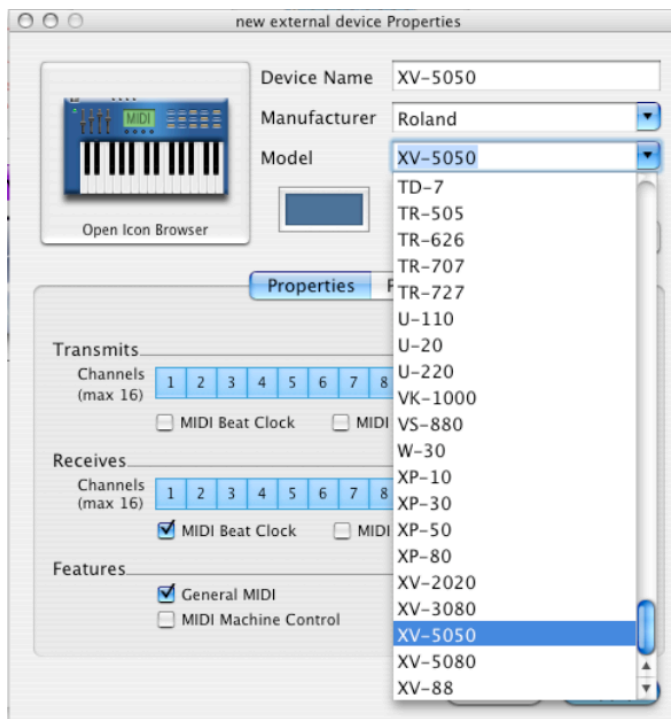 new external device Properties
Device Name XV-5050
Manufacturer Roland
Model XV-5050
MIDI
Open Icon Browser
TD-7
TR-505
TR-626
TR-707
TR-727
U-110
U-20
U-220
VK-1000
VS-880
W-30
XP-10
XP-30
XP-50
XP-80
XV-2020
XV-3080
XV-5050
XV-5080
XV-88
Properties
Transmits
Channels 1 2 3 4 5 6 7 8
(max 16)
MIDI Beat Clock MIDI
Receives
Channels 1 2 3 4 5 6 7 8
(max 16)
MIDI Beat Clock MIDI
Features
General MIDI
MIDI Machine Control